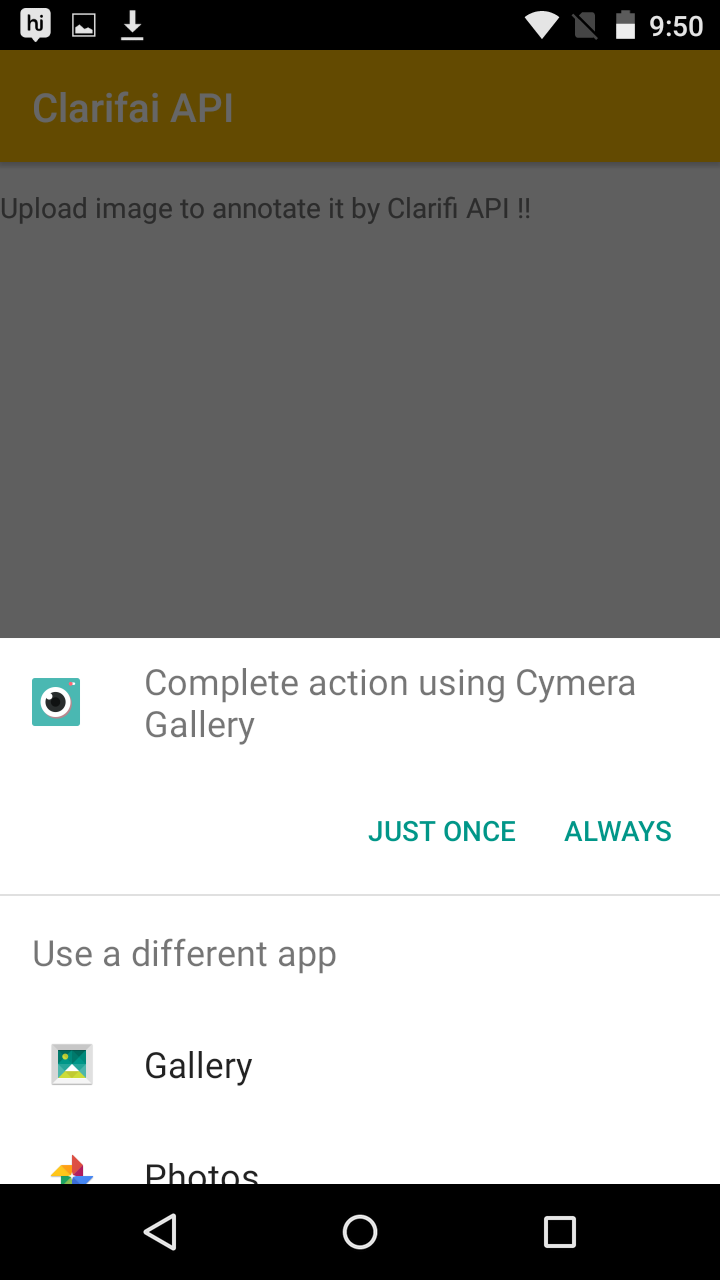 hi
9:50
Clarifai API
Upload image to annotate it by Clarifi API !!
Complete action using Cymera
Gallery
JUST ONCE
ALWAYS
Use a different app
Gallery
Photos